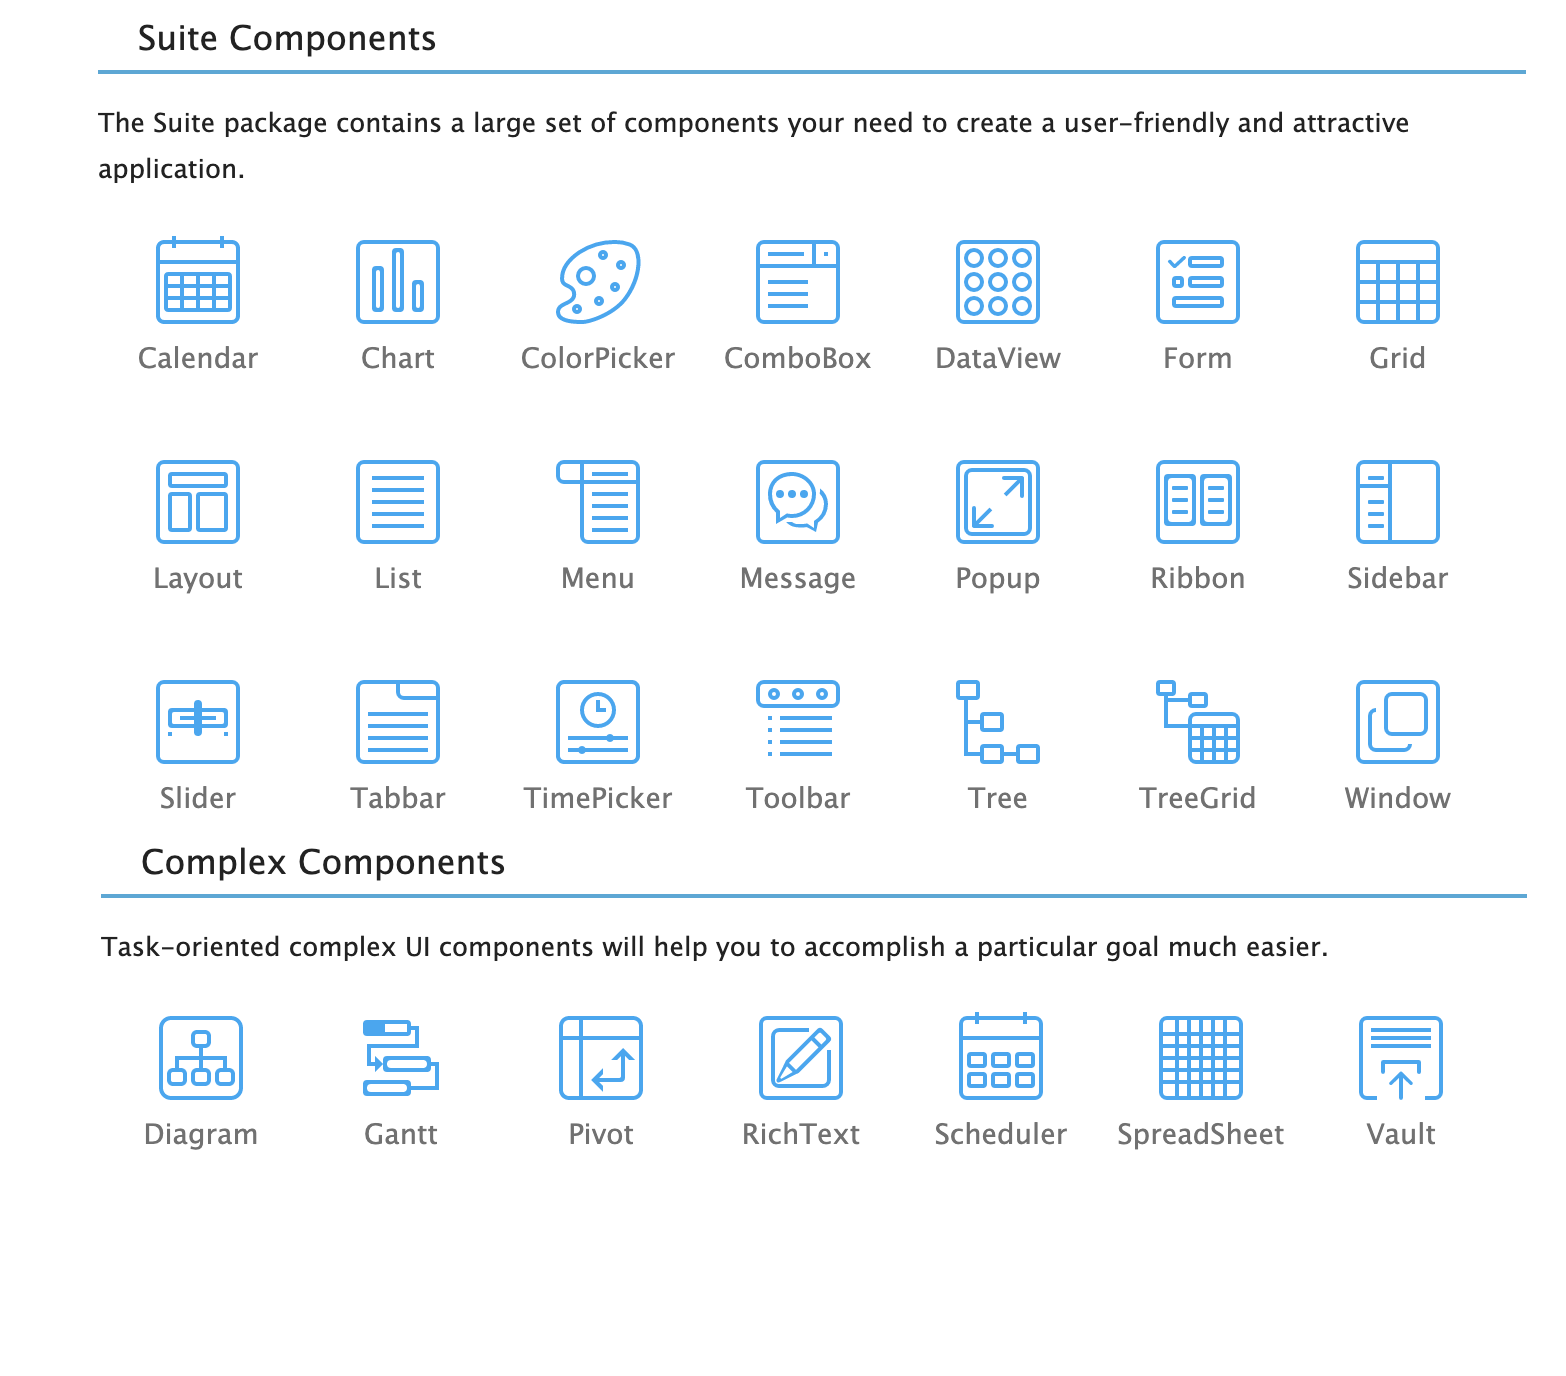 Suite Components
The Suite package contains a large set of components your need to create a user-friendly and attractive
application.
Calendar Chart ColorPicker ComboBox DataView Form Grid
Layout List Menu Message Popup Ribbon Sidebar
Slider Tabbar TimePicker Toolbar Tree TreeGrid Window
Complex Components
Task-oriented complex UI components will help you to accomplish a particular goal much easier.
Diagram Gantt Pivot RichText Scheduler SpreadSheet Vault